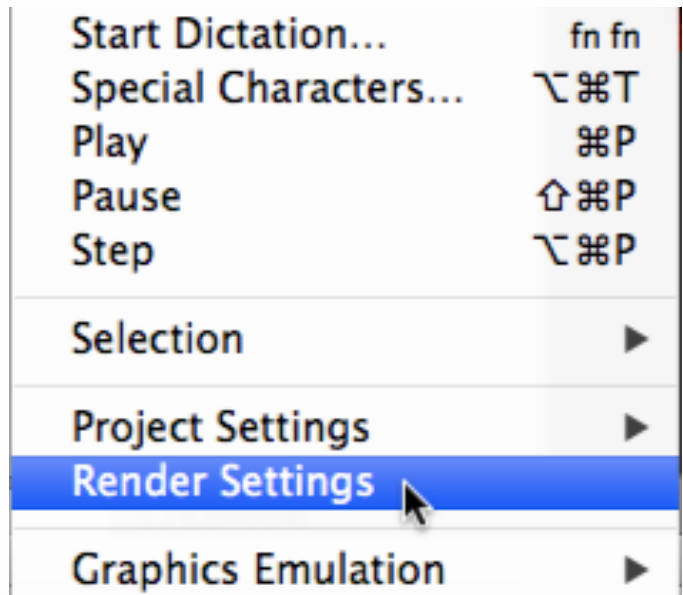 Start Dictation... fn fn
Special Characters... ⌥⌘T
Play ⌘P
Pause ⇧⌘P
Step ⌥⌘P
Selection ▶
Project Settings ▶
Render Settings
Graphics Emulation ▶